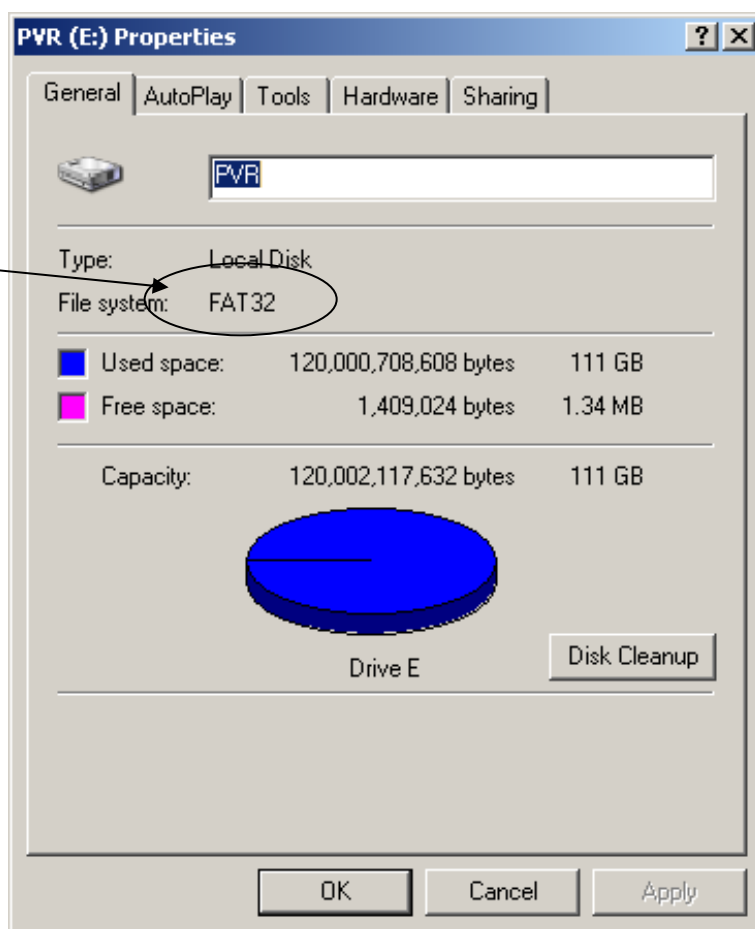 PVR (E:) Properties
General AutoPlay Tools Hardware Sharing
PVR
Type: Local Disk
File system: FAT32
Used space: 120,000,708,608 bytes 111 GB
Free space: 1,409,024 bytes 1.34 MB
Capacity: 120,002,117,632 bytes 111 GB
Drive E
Disk Cleanup
OK Cancel Apply